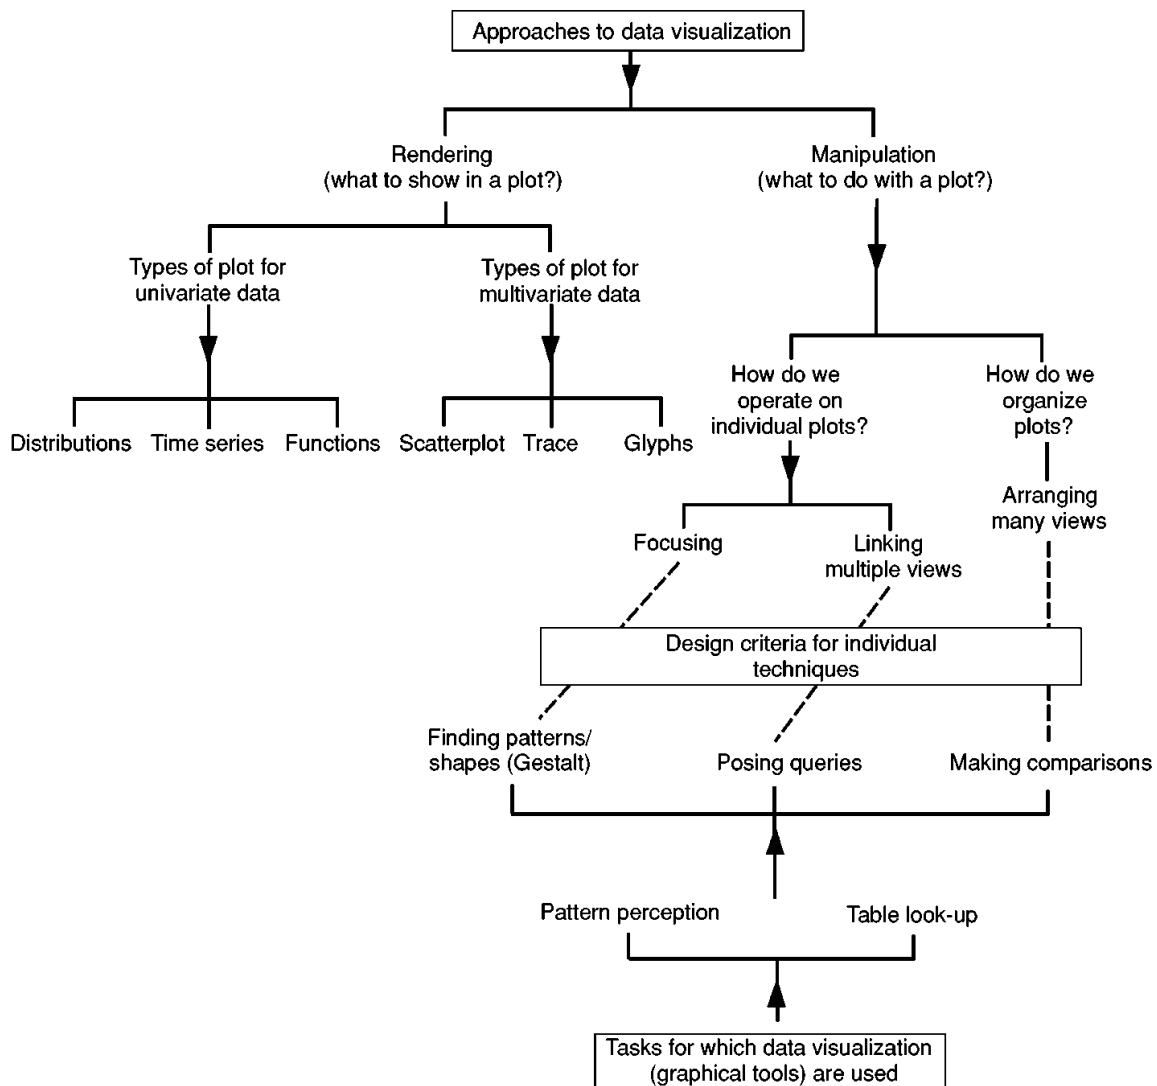 Approaches to data visualization
Rendering
(what to show in a plot?)
Manipulation
(what to do with a plot?)
Types of plot for
univariate data
Types of plot for
multivariate data
How do we
operate on
individual plots?
How do we
organize
plots?
Distributions
Time series
Functions
Scatterplot
Trace
Glyphs
Arranging
many views
Focusing
Linking
multiple views
Design criteria for individual
techniques
Finding patterns/
shapes (Gestalt)
Posing queries
Making comparisons
Pattern perception
Table look-up
Tasks for which data visualization
(graphical tools) are used